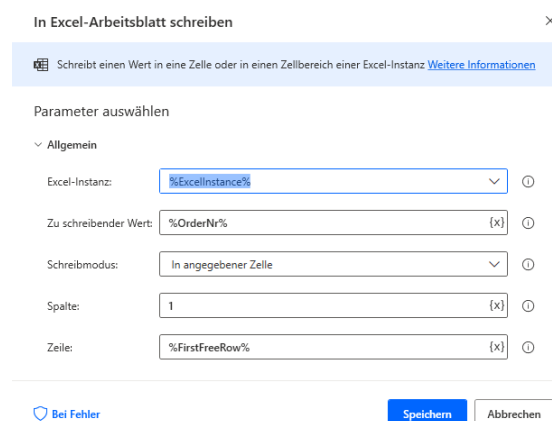 In Excel-Arbeitsblatt schreiben
Schreibt einen Wert in eine Zelle oder in einen Zellbereich einer Excel-Instanz Weitere Informationen
Parameter auswählen
Allgemein
Excel-Instanz: %ExcelInstance%
Zu schreibender Wert: %OrderNr% {x}
Schreibmodus: In angegebener Zelle
Spalte: 1 {x}
Zeile: %FirstFreeRow% {x}
Bei Fehler Speichern Abbrechen